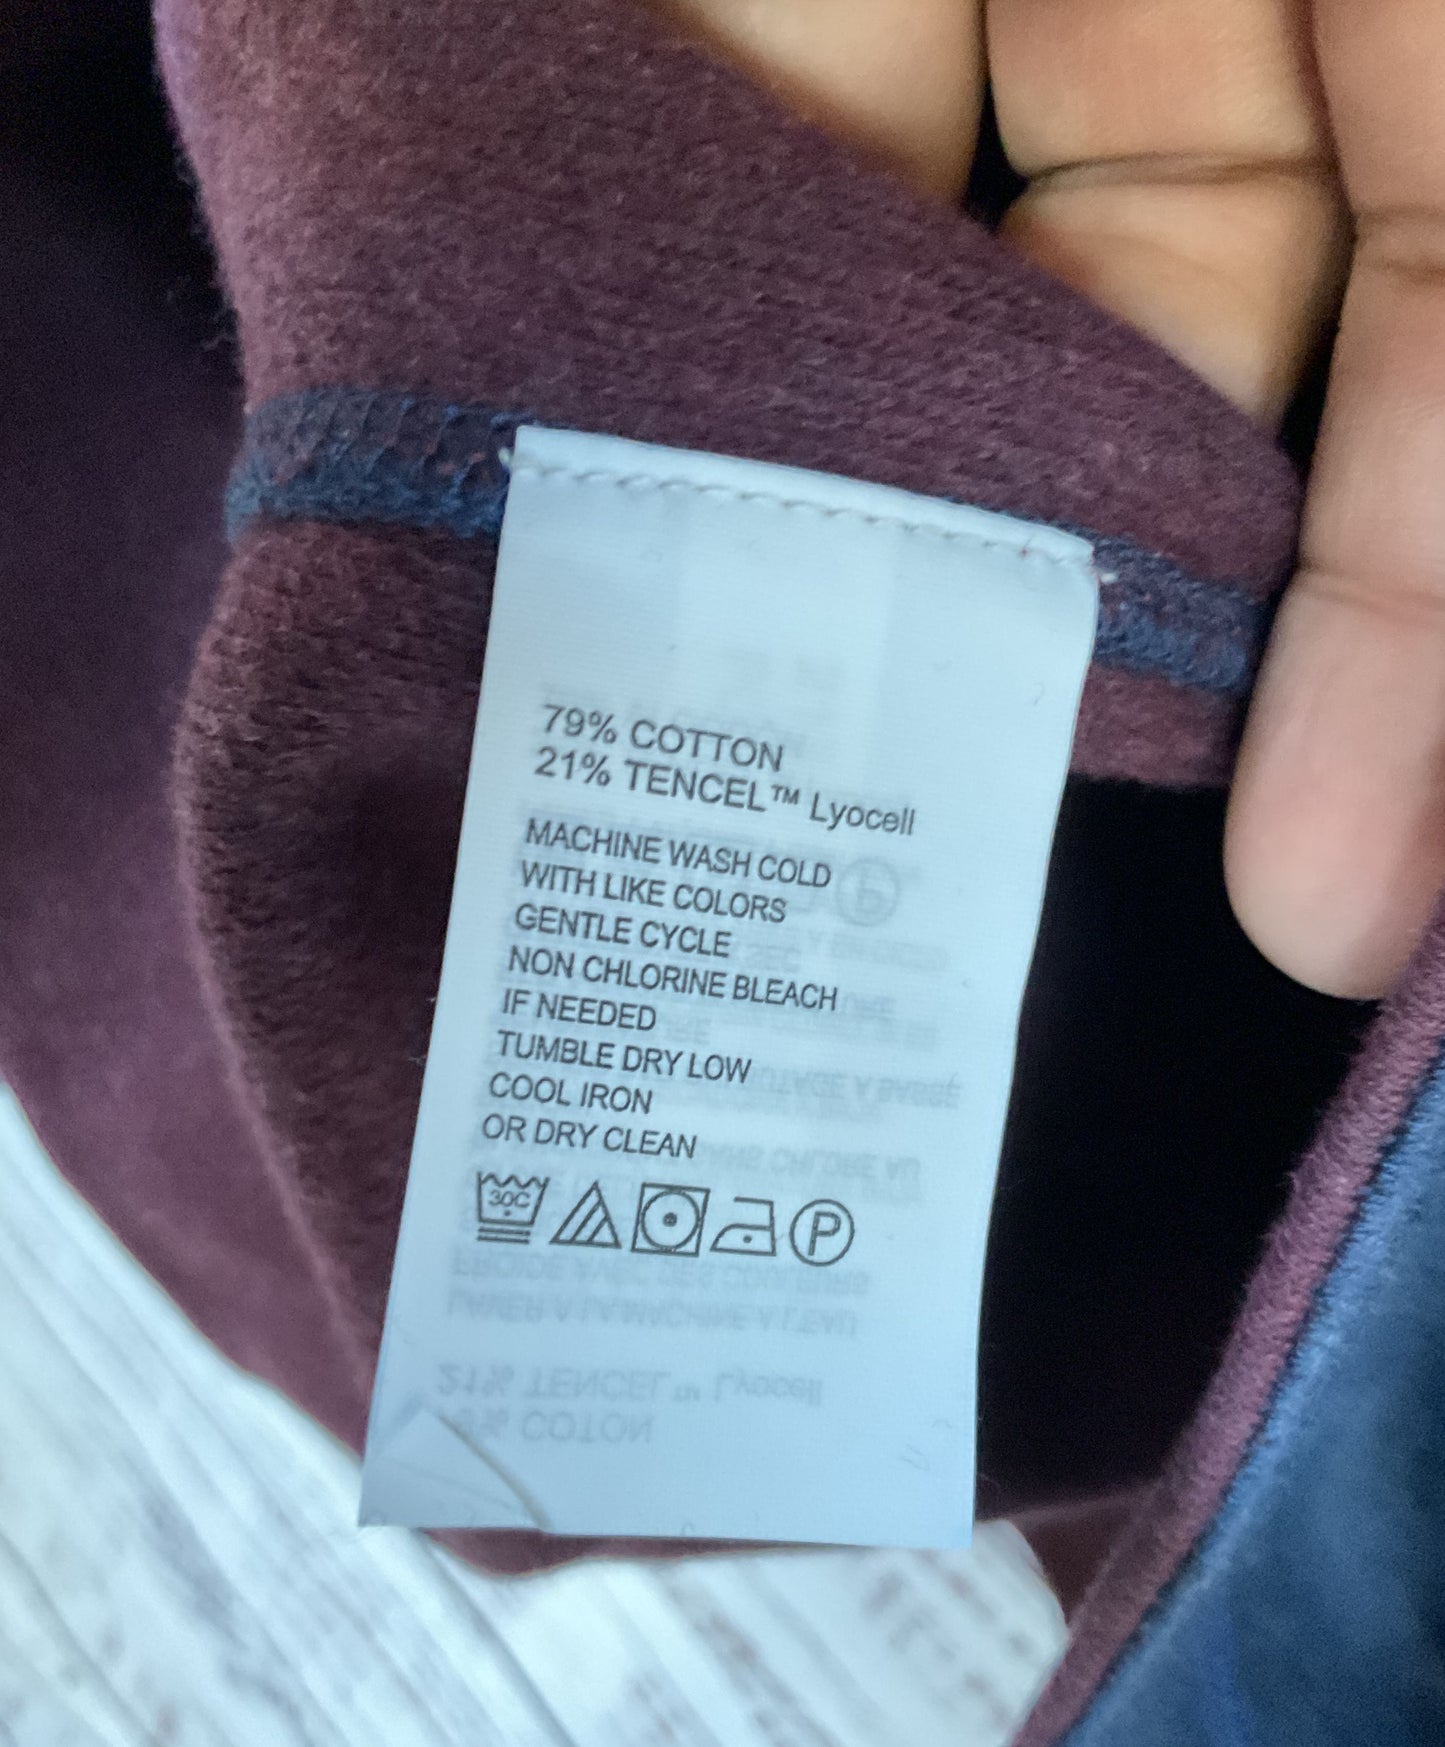 79% COTTON
21% TENCEL™ Lyocell
MACHINE WASH COLD
WITH LIKE COLORS
GENTLE CYCLE
NON CHLORINE BLEACH
IF NEEDED
TUMBLE DRY LOW
COOL IRON
OR DRY CLEAN
30C P